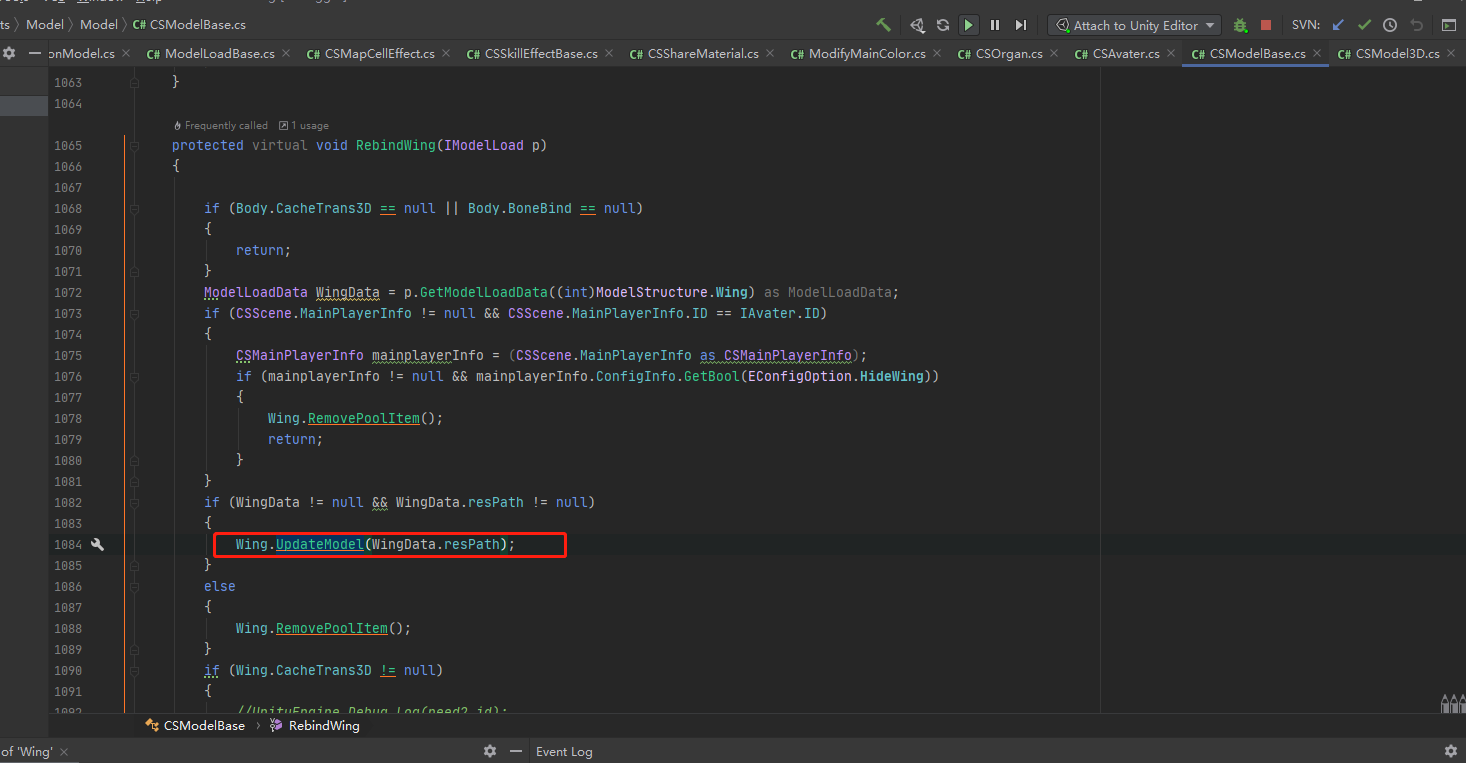 ts 〉 Model 〉 Model 〉 C# CSModelBase.cs
Attach to Unity Editor
SVN:
onModel.cs
C# ModelLoadBase.cs
C# CSMapCellEffect.cs
C# CSSkillEffectBase.cs
C# CSShareMaterial.cs
C# ModifyMainColor.cs
C# CSOrgan.cs
C# CSAvater.cs
C# CSModelBase.cs
C# CSModel3D.cs
1063 }
1064
Frequently called 1 usage
1065 protected virtual void RebindWing(IModelLoad p)
1066 {
1067
1068 if (Body.CacheTrans3D == null || Body.BoneBind == null)
1069 {
1070 return;
1071 }
1072 ModelLoadData WingData = p.GetModelLoadData((int)ModelStructure.Wing) as ModelLoadData;
1073 if (CSScene.MainPlayerInfo != null && CSScene.MainPlayerInfo.ID == IAvater.ID)
1074 {
1075 CSMainPlayerInfo mainplayerInfo = (CSScene.MainPlayerInfo as CSMainPlayerInfo);
1076 if (mainplayerInfo != null && mainplayerInfo.ConfigInfo.GetBool(EConfigOption.HideWing))
1077 {
1078 Wing.RemovePoolItem();
1079 return;
1080 }
1081 }
1082 if (WingData != null && WingData.resPath != null)
1083 {
1084 Wing.UpdateModel(WingData.resPath);
1085 }
1086 else
1087 {
1088 Wing.RemovePoolItem();
1089 }
1090 if (Wing.CacheTrans3D != null)
1091 {
1092 //UnityEngine.Debug.Log(need2.id);
CSModelBase 〉 RebindWing
of 'Wing'
Event Log